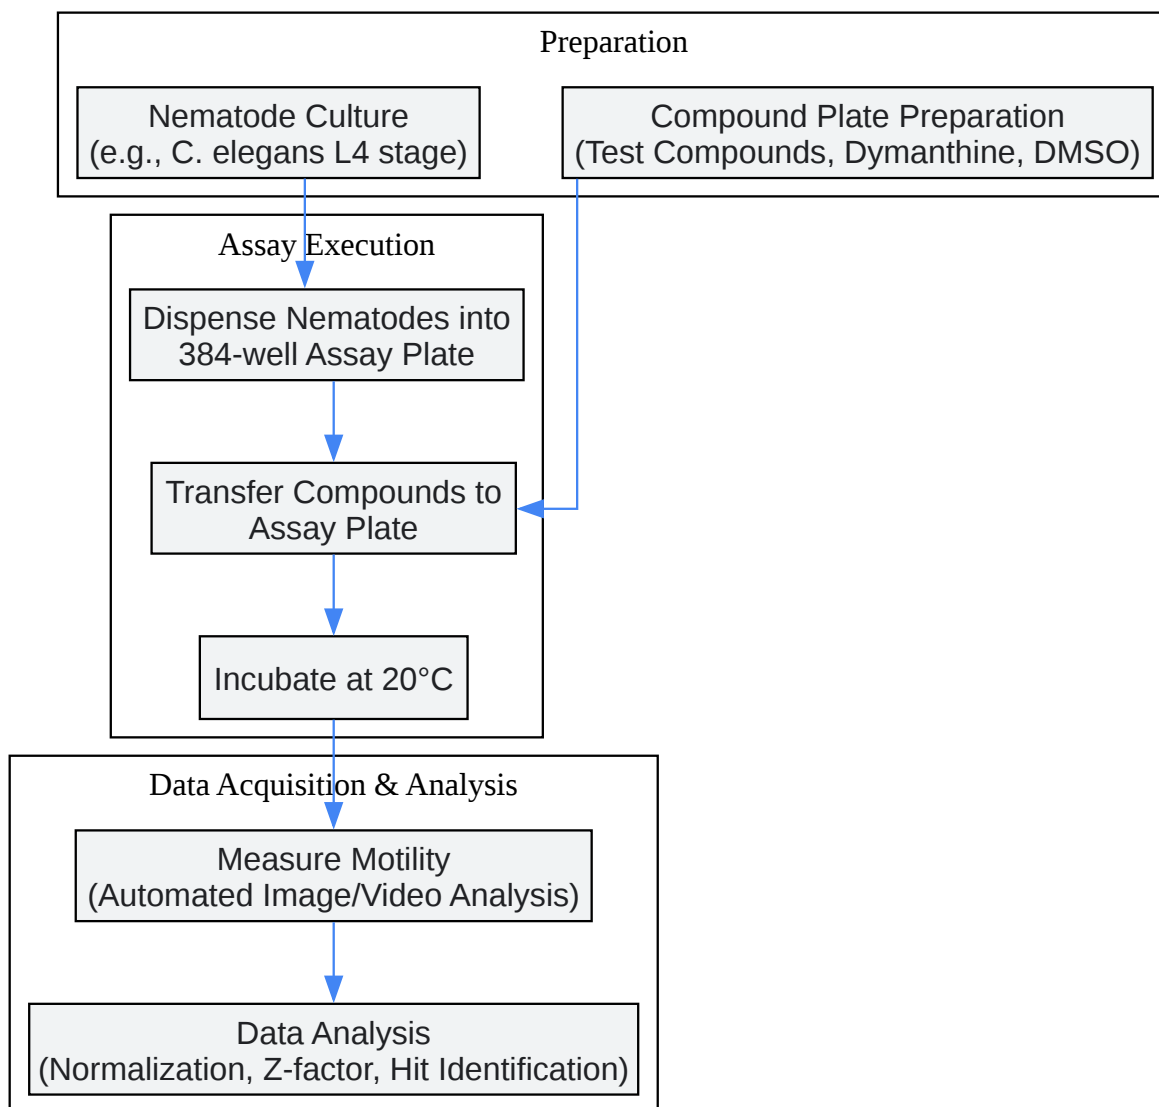 Preparation
Nematode Culture
(e.g., C. elegans L4 stage)
Compound Plate Preparation
(Test Compounds, Dymanthine, DMSO)
Assay Execution
Dispense Nematodes into
384-well Assay Plate
Transfer Compounds to
Assay Plate
Incubate at 20°C
Data Acquisition & Analysis
Measure Motility
(Automated Image/Video Analysis)
Data Analysis
(Normalization, Z-factor, Hit Identification)